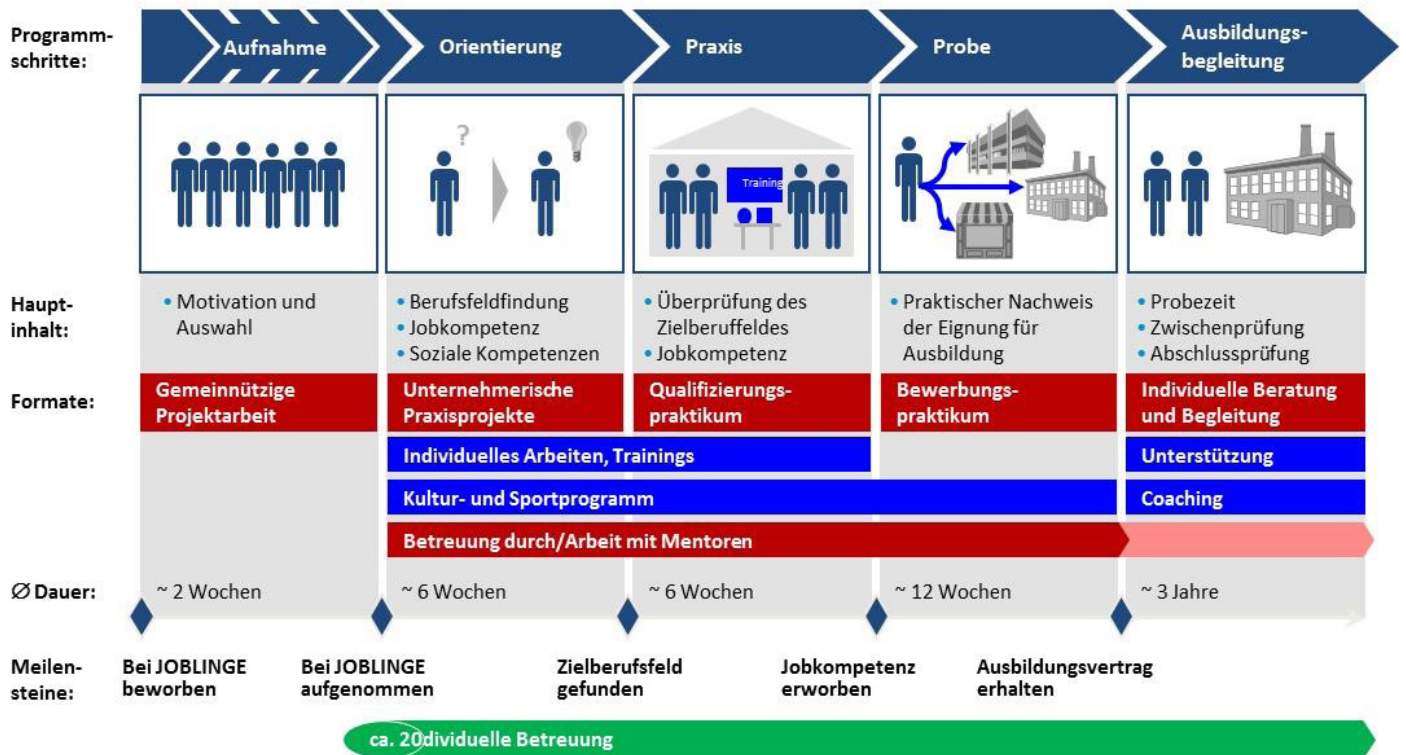 Programm-
schritte:
Aufnahme
Orientierung
Praxis
Probe
Ausbildungs-
begleitung
?
Training
Haupt-
inhalt:
• Motivation und
Auswahl
• Berufsfeldfindung
• Jobkompetenz
• Soziale Kompetenzen
• Überprüfung des
Zielberuffeldes
• Jobkompetenz
• Praktischer Nachweis
der Eignung für
Ausbildung
• Probezeit
• Zwischenprüfung
• Abschlussprüfung
Formate:
Gemeinnützige
Projektarbeit
Unternehmerische
Praxisprojekte
Qualifizierungs-
praktikum
Bewerbungs-
praktikum
Individuelle Beratung
und Begleitung
Individuelles Arbeiten, Trainings
Unterstützung
Kultur- und Sportprogramm
Coaching
Betreuung durch/Arbeit mit Mentoren
∅ Dauer:
~ 2 Wochen
~ 6 Wochen
~ 6 Wochen
~ 12 Wochen
~ 3 Jahre
Meilen-
steine:
Bei JOBLINGE
beworben
Bei JOBLINGE
aufgenommen
Zielberufsfeld
gefunden
Jobkompetenz
erworben
Ausbildungsvertrag
erhalten
ca. 20dividuelle Betreuung